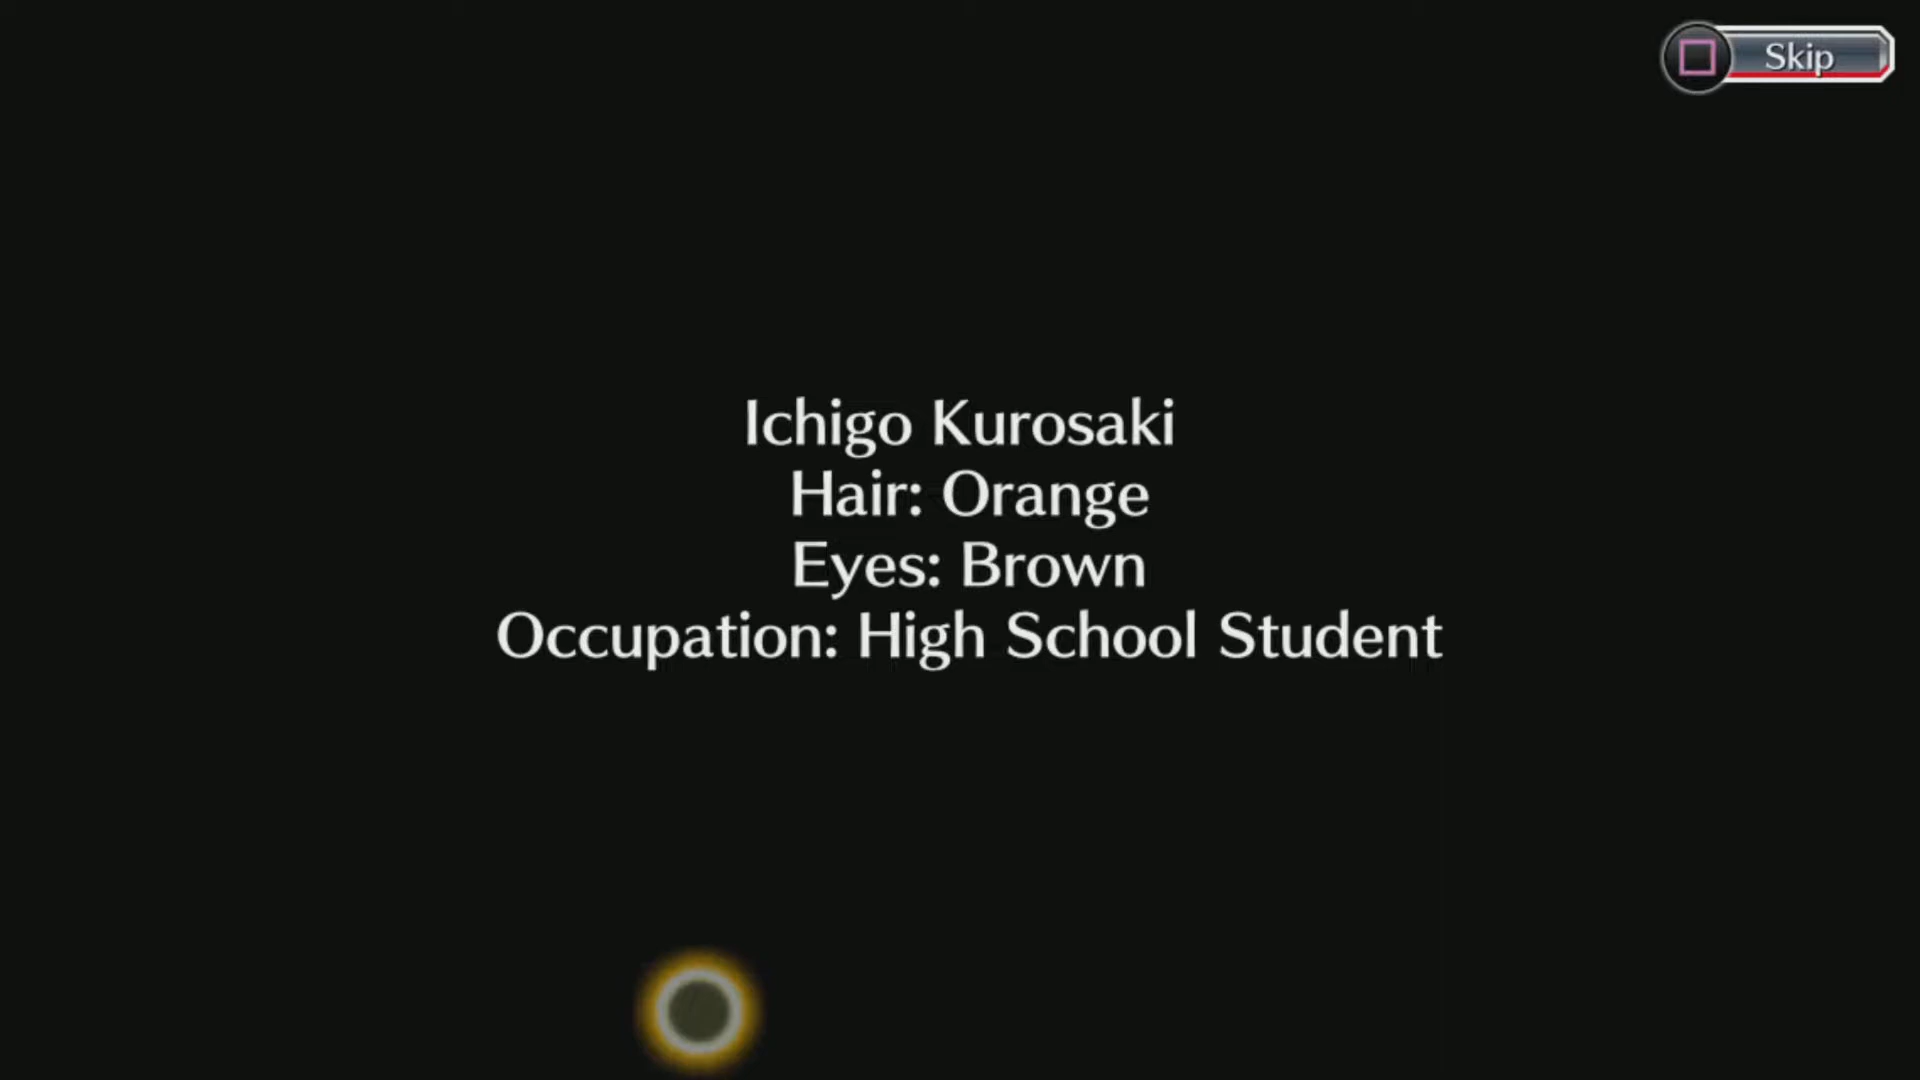 Skip
Ichigo Kurosaki
Hair: Orange
Eyes: Brown
Occupation: High School Student